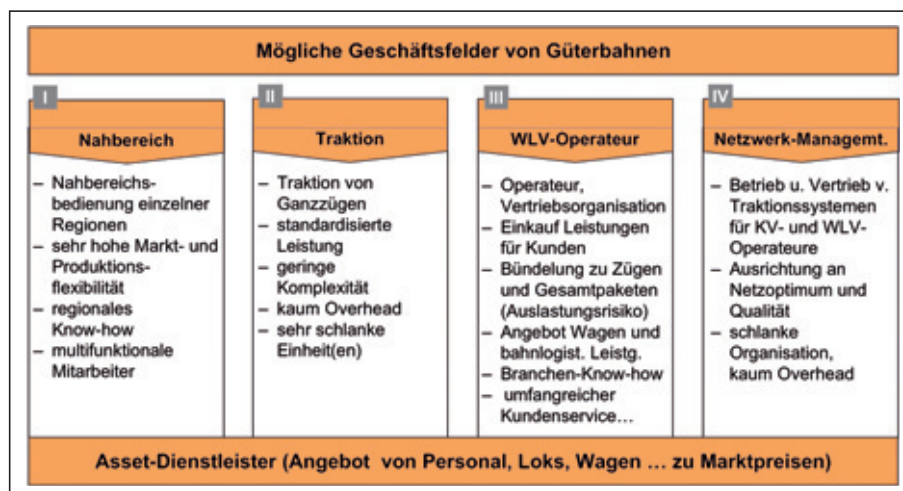 Mögliche Geschäftsfelder von Güterbahnen
I
Nahbereich
– Nahbereichs-
bedienung einzelner
Regionen
– sehr hohe Markt- und
Produktions-
flexibilität
– regionales
Know-how
– multifunktionale
Mitarbeiter
II
Traktion
– Traktion von
Ganzzügen
– standardisierte
Leistung
– geringe
Komplexität
– kaum Overhead
– sehr schlanke
Einheit(en)
III
WLV-Operateur
– Operateur,
Vertriebsorganisation
– Einkauf Leistungen
für Kunden
– Bündelung zu Zügen
und Gesamtpaketen
(Auslastungsrisiko)
– Angebot Wagen und
bahnlogist. Leistg.
– Branchen-Know-how
– umfangreicher
Kundenservice…
IV
Netzwerk-Managemt.
– Betrieb u. Vertrieb v.
Traktionssystemen
für KV- und WLV-
Operateure
– Ausrichtung an
Netzoptimum und
Qualität
– schlanke
Organisation,
kaum Overhead
Asset-Dienstleister (Angebot von Personal, Loks, Wagen … zu Marktpreisen)